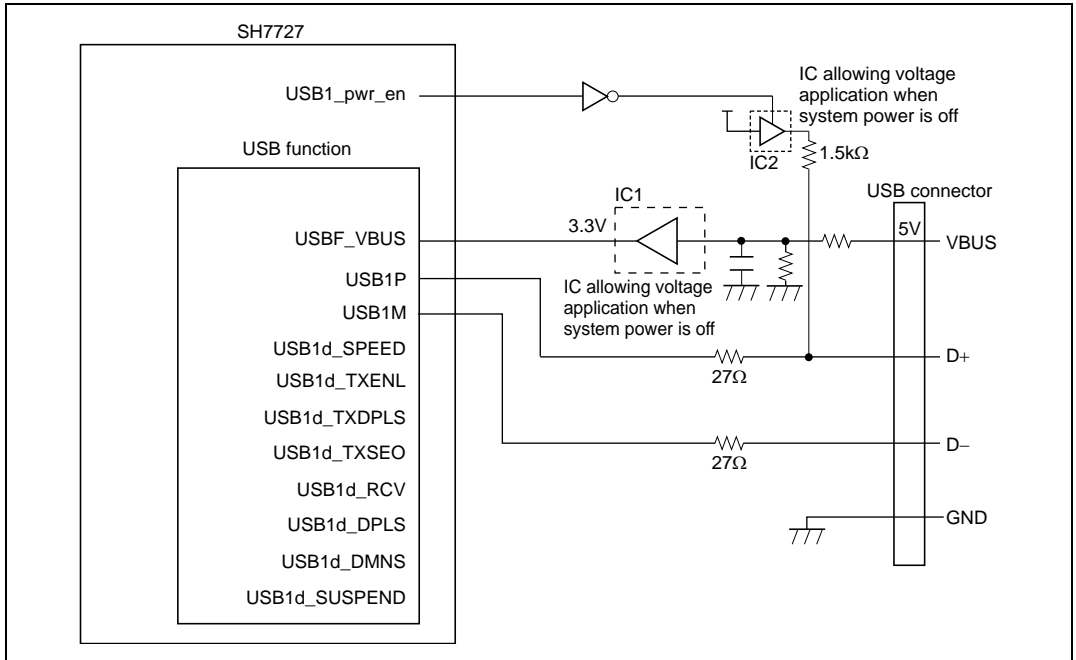 SH7727
USB1_pwr_en
IC allowing voltage
application when
system power is off
IC2
1.5kΩ
USB function
USB connector
IC1
5V
3.3V
USBF_VBUS
VBUS
IC allowing voltage
application when
system power is off
USB1P
USB1M
USB1d_SPEED
D+
27Ω
USB1d_TXENL
USB1d_TXDPLS
USB1d_TXSEO
D−
27Ω
USB1d_RCV
USB1d_DPLS
GND
USB1d_DMNS
USB1d_SUSPEND